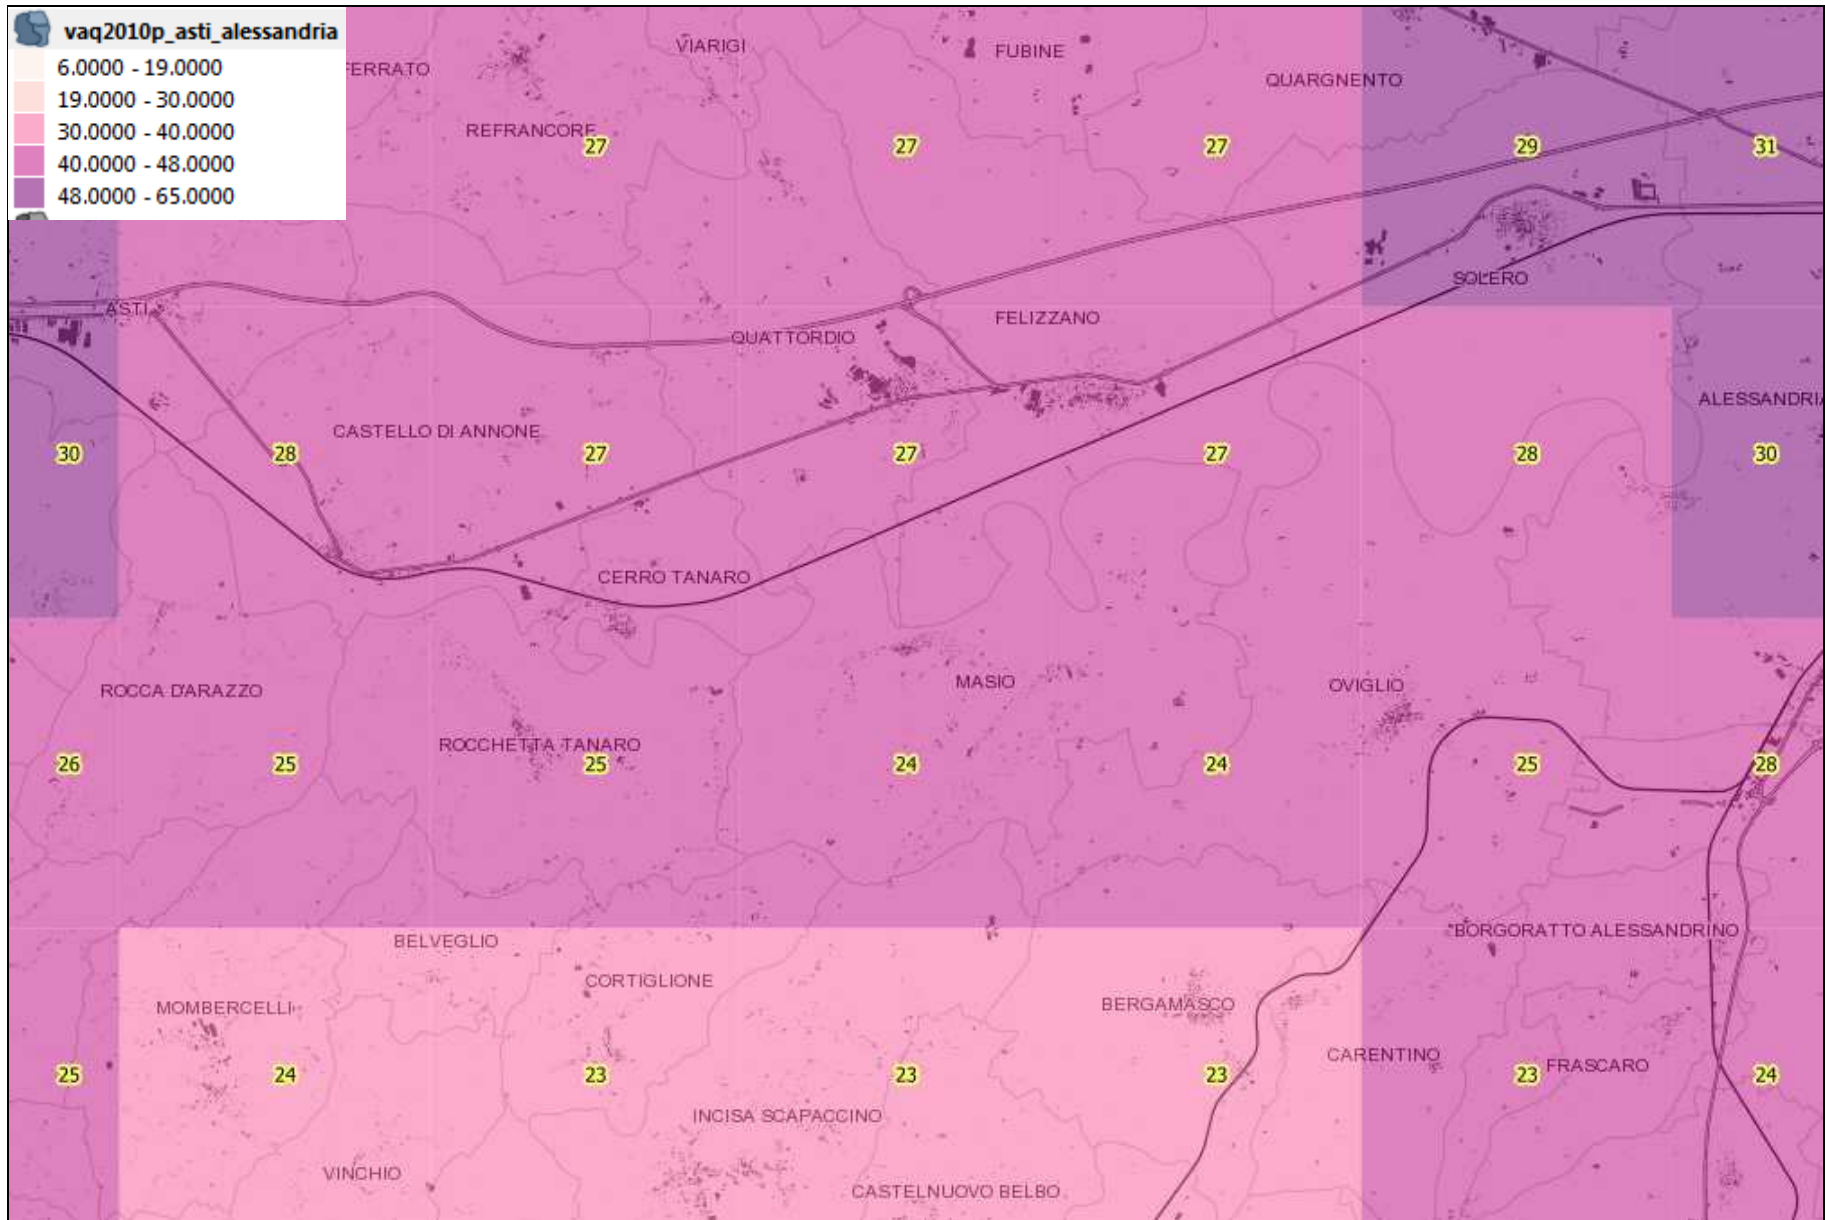 vaq2010p_asti_alessandria
6.0000 - 19.0000
19.0000 - 30.0000
30.0000 - 40.0000
40.0000 - 48.0000
48.0000 - 65.0000
FERRATO
VIARIGI
FUBINE
QUARGNENTO
REFRANCORE
27
27
27
29
31
SOLERO
ASTI
QUATTORDIO
FELIZZANO
ALESSANDRIA
CASTELLO DI ANNONE
30
28
27
27
27
28
30
CERRO TANARO
ROCCA D'ARAZZO
MASIO
OVIGLIO
ROCCHETTA TANARO
26
25
25
24
24
25
28
BELVEGLIO
BORGORATTO ALESSANDRINO
CORTIGLIONE
MOMBERCELLI
BERGAMASCO
CARENTINO
FRASCARO
25
24
23
23
23
23
24
INCISA SCAPACCINO
VINCHIO
CASTELNUOVO BELBO